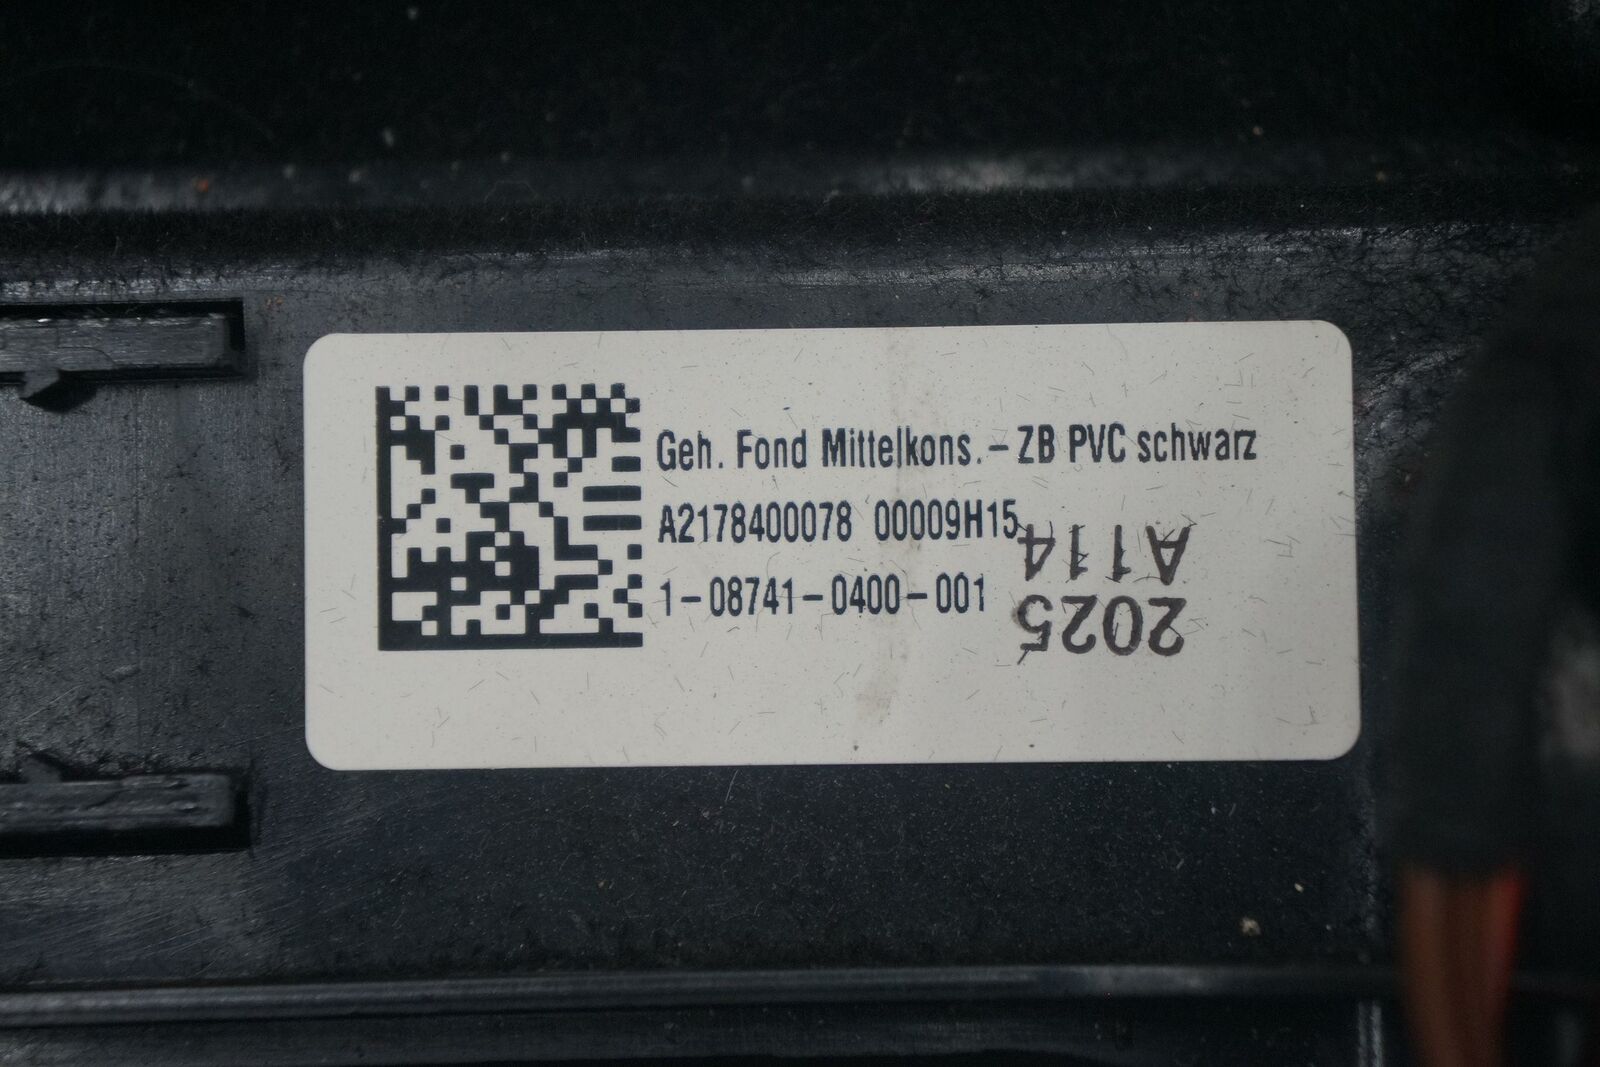 Geh. Fond Mittelkons.-ZB PVC schwarz
A2178400078 00009H15
1-08741-0400-001
2025
A114